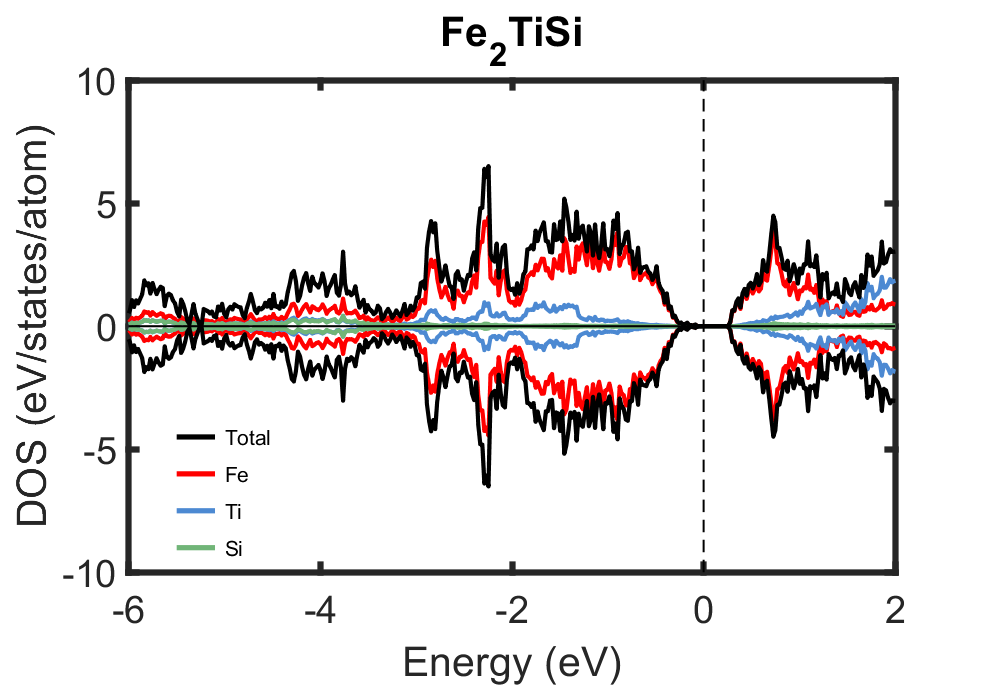 Fe2TiSi
10
5
0
-5
-10
DOS (eV/states/atom)
Total
Fe
Ti
Si
-6 -4 -2 0 2
Energy (eV)